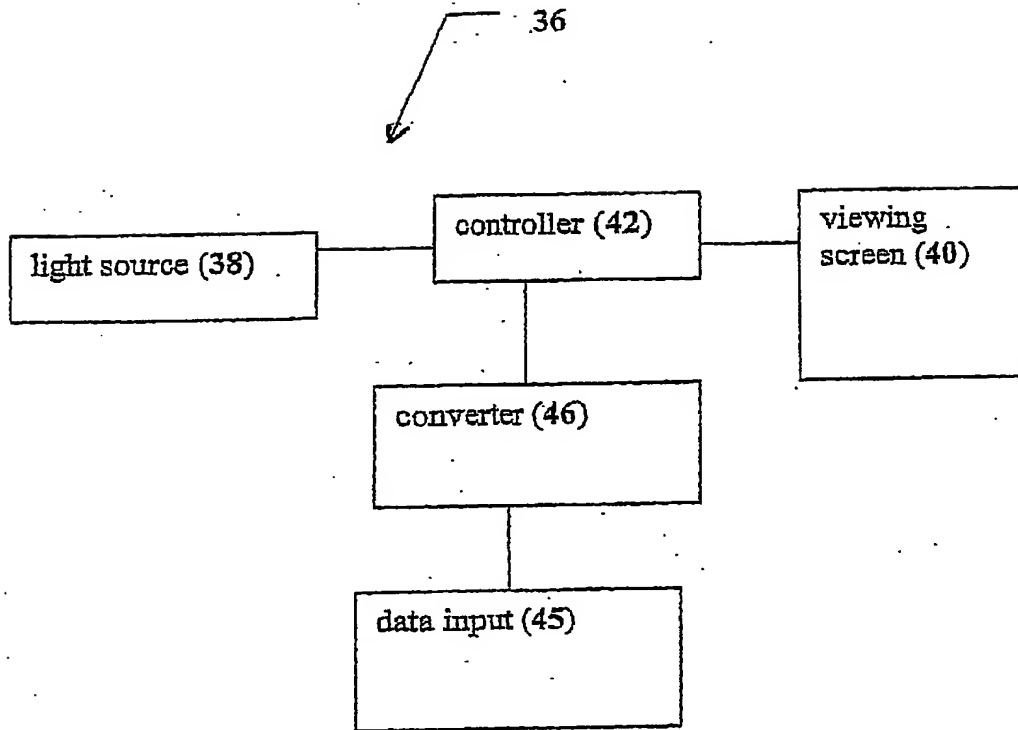 36
light source (38)
controller (42)
viewing
screen (40)
converter (46)
data input (45)